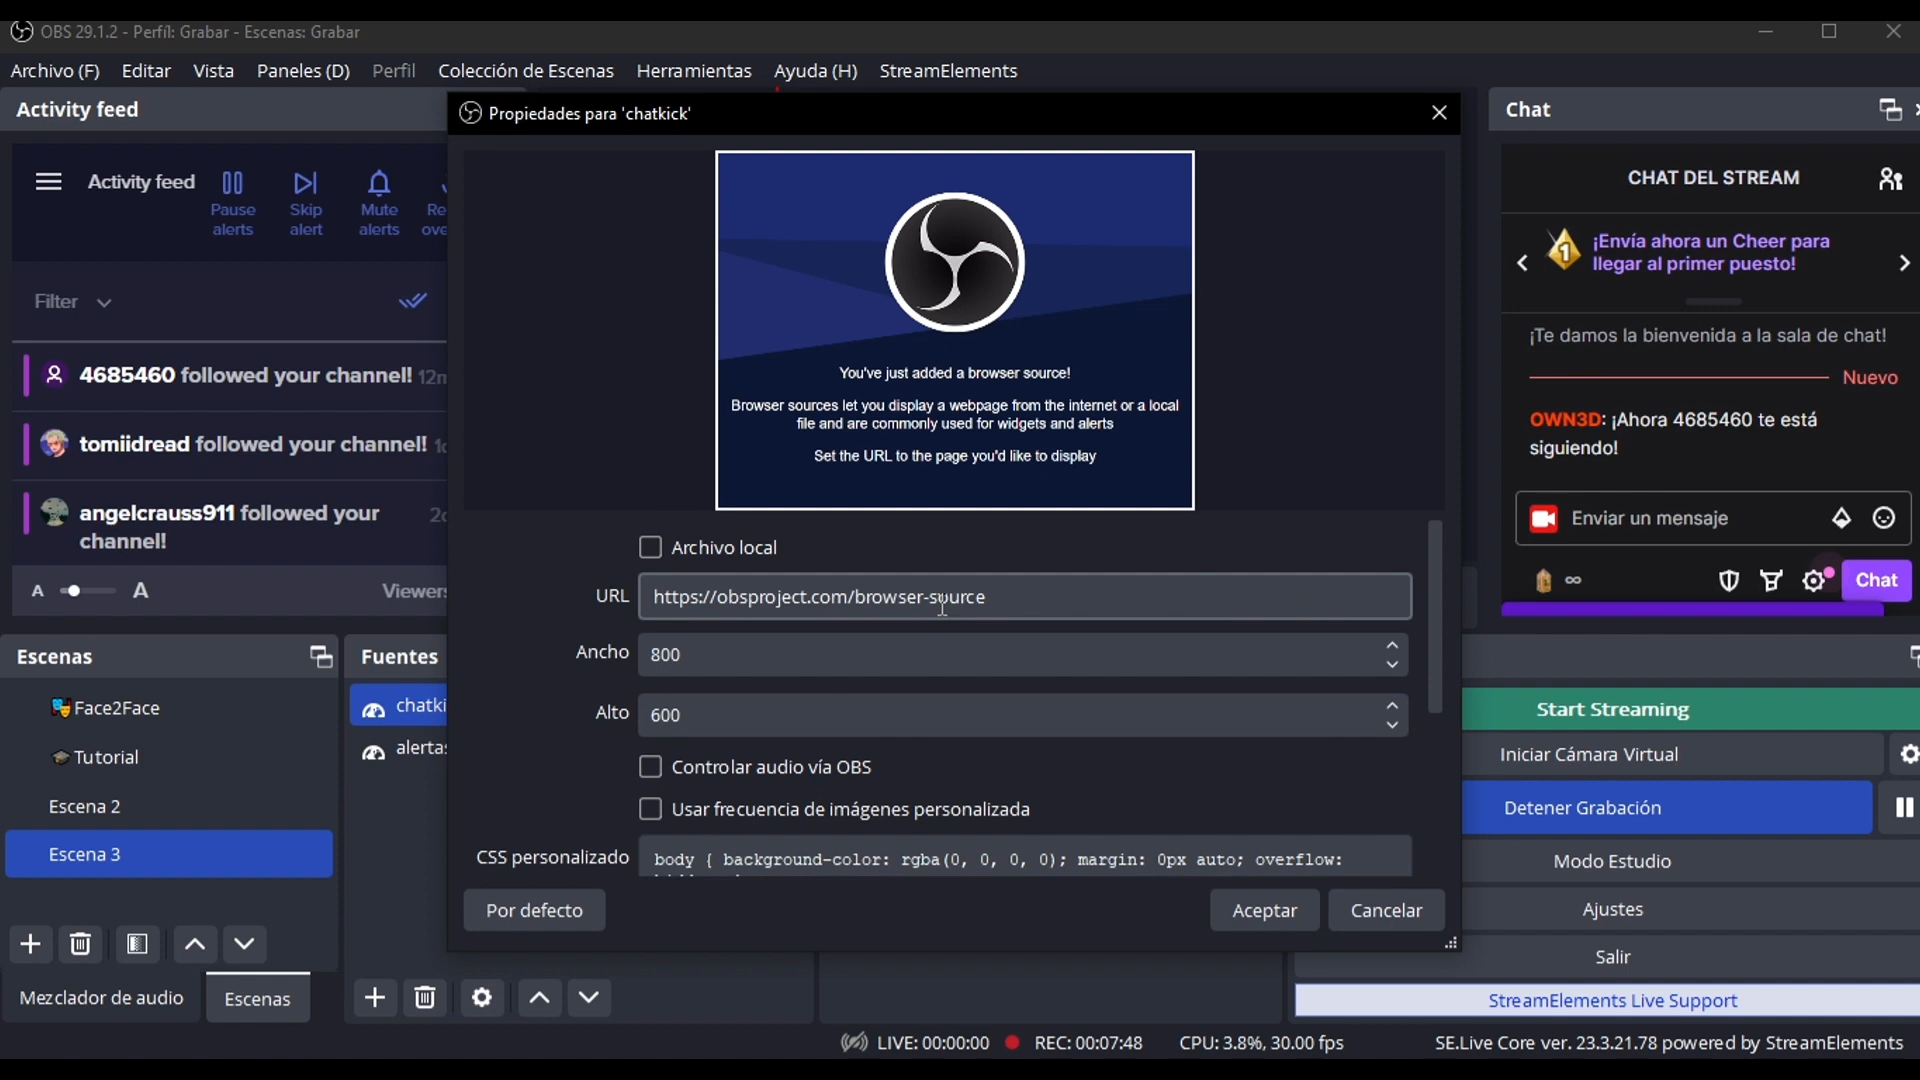 OBS 29.1.2 - Perfil: Grabar - Escenas: Grabar
Archivo (F) Editar Vista Paneles (D) Perfil Colección de Escenas Herramientas Ayuda (H) StreamElements
Activity feed
Activity feed
Pause
alerts
Skip
alert
Mute
alerts
Filter
4685460 followed your channel!
tomiidread followed your channel!
angelcrauss911 followed your
channel!
A A
Escenas
Face2Face
Tutorial
Escena 2
Escena 3
Mezclador de audio Escenas
Fuentes
Propiedades para 'chatkick'
You've just added a browser source!
Browser sources let you display a webpage from the internet or a local
file and are commonly used for widgets and alerts
Set the URL to the page you'd like to display
Archivo local
URL https://obsproject.com/browser-source
Ancho 800
Alto 600
Controlar audio vía OBS
Usar frecuencia de imágenes personalizada
CSS personalizado body { background-color: rgba(0, 0, 0, 0); margin: 0px auto; overflow:
Por defecto Aceptar Cancelar
Chat
CHAT DEL STREAM
1 ¡Envía ahora un Cheer para
llegar al primer puesto!
¡Te damos la bienvenida a la sala de chat!
Nuevo
OWN3D: ¡Ahora 4685460 te está
siguiendo!
Enviar un mensaje
∞ Chat
Start Streaming
Iniciar Cámara Virtual
Detener Grabación
Modo Estudio
Ajustes
Salir
StreamElements Live Support
LIVE: 00:00:00 REC: 00:07:48 CPU: 3.8%, 30.00 fps SE.Live Core ver. 23.3.21.78 powered by StreamElements